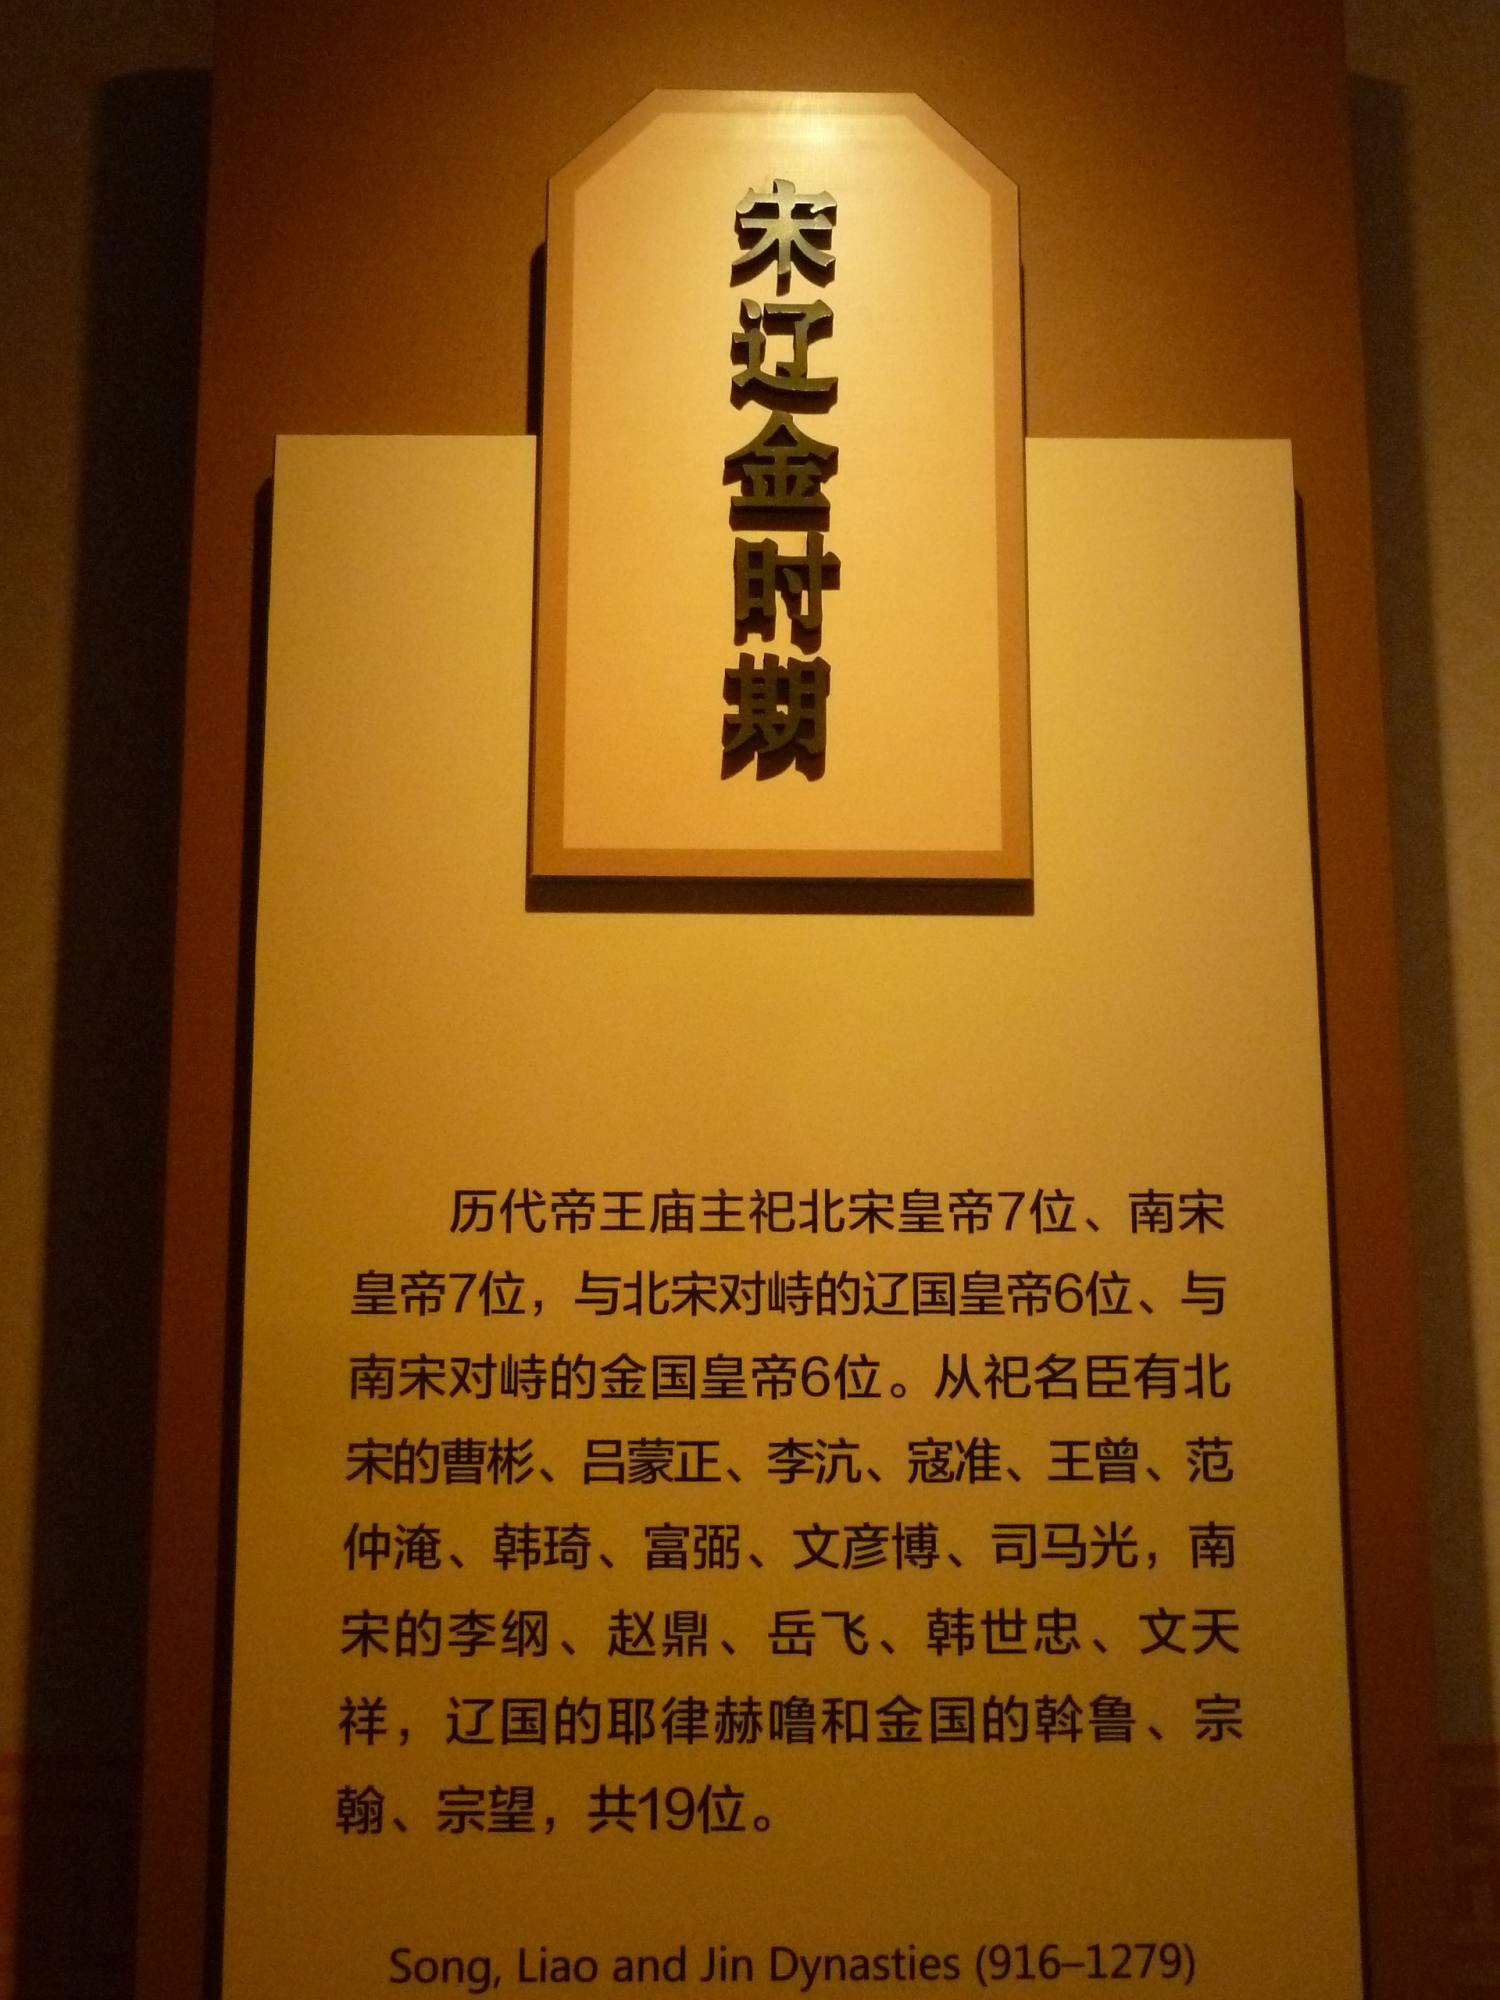 宋辽金时期
历代帝王庙主祀北宋皇帝7位、南宋
皇帝7位，与北宋对峙的辽国皇帝6位、与
南宋对峙的金国皇帝6位。从祀名臣有北
宋的曹彬、吕蒙正、李沆、寇准、王曾、范
仲淹、韩琦、富弼、文彦博、司马光，南
宋的李纲、赵鼎、岳飞、韩世忠、文天
祥，辽国的耶律赫噜和金国的斡鲁、宗
翰、宗望，共19位。
Song, Liao and Jin Dynasties (916–1279)